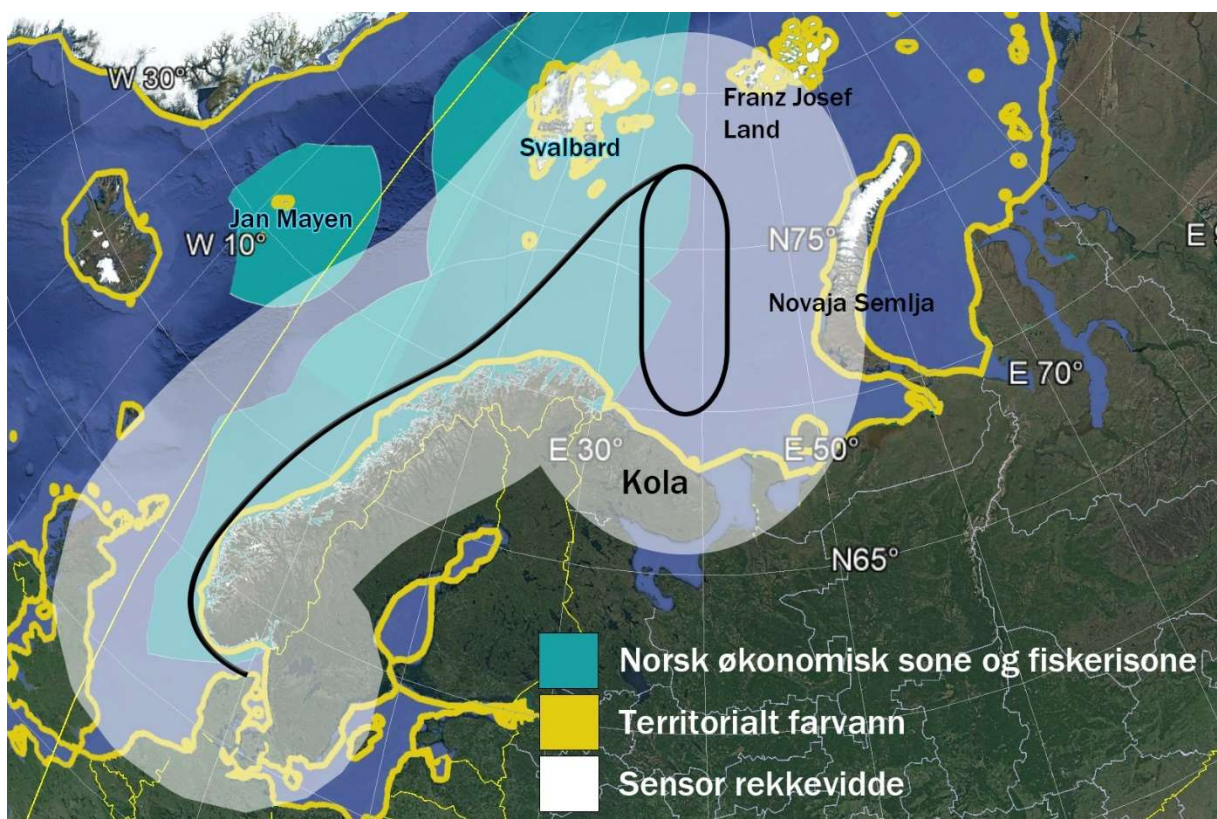 W 30°
Franz Josef
Land
Svalbard
Jan Mayen
W 10°
N75°
E 9
Novaja Semlja
E 70°
E 30°
E 50°
Kola
N65°
Norsk økonomisk sone og fiskerisone
Territorialt farvann
Sensor rekkevidde